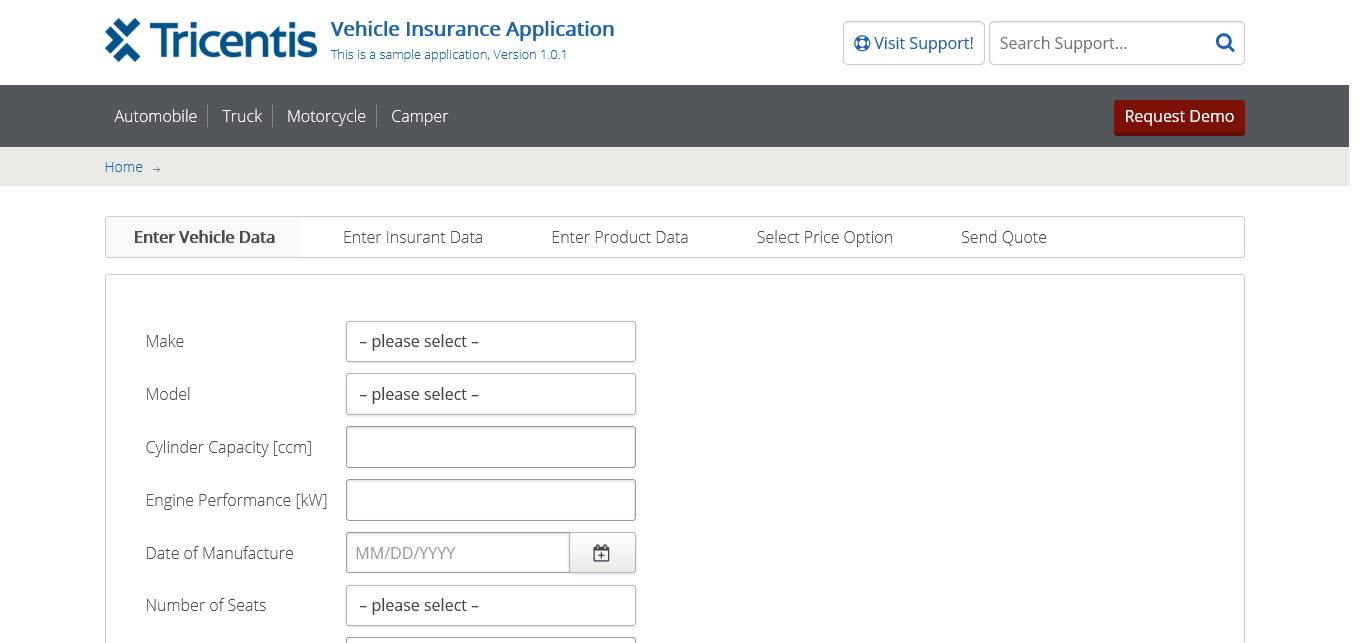 Tricentis
Vehicle Insurance Application
This is a sample application, Version 1.0.1
Visit Support!
Search Support...
Automobile
Truck
Motorcycle
Camper
Request Demo
Home →
Enter Vehicle Data
Enter Insurant Data
Enter Product Data
Select Price Option
Send Quote
Make
– please select –
Model
– please select –
Cylinder Capacity [ccm]
Engine Performance [kW]
Date of Manufacture
MM/DD/YYYY
Number of Seats
– please select –